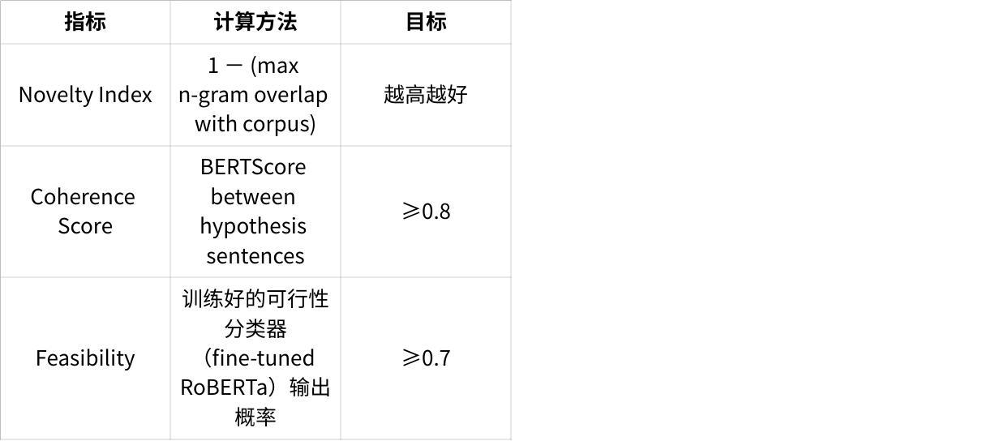 指标 计算方法 目标
Novelty Index
1 − (max
n-gram overlap
with corpus)
越高越好
Coherence
Score
BERTScore
between
hypothesis
sentences
⩾0.8
Feasibility
训练好的可行性
分类器
（fine-tuned
RoBERTa）输出
概率
⩾0.7